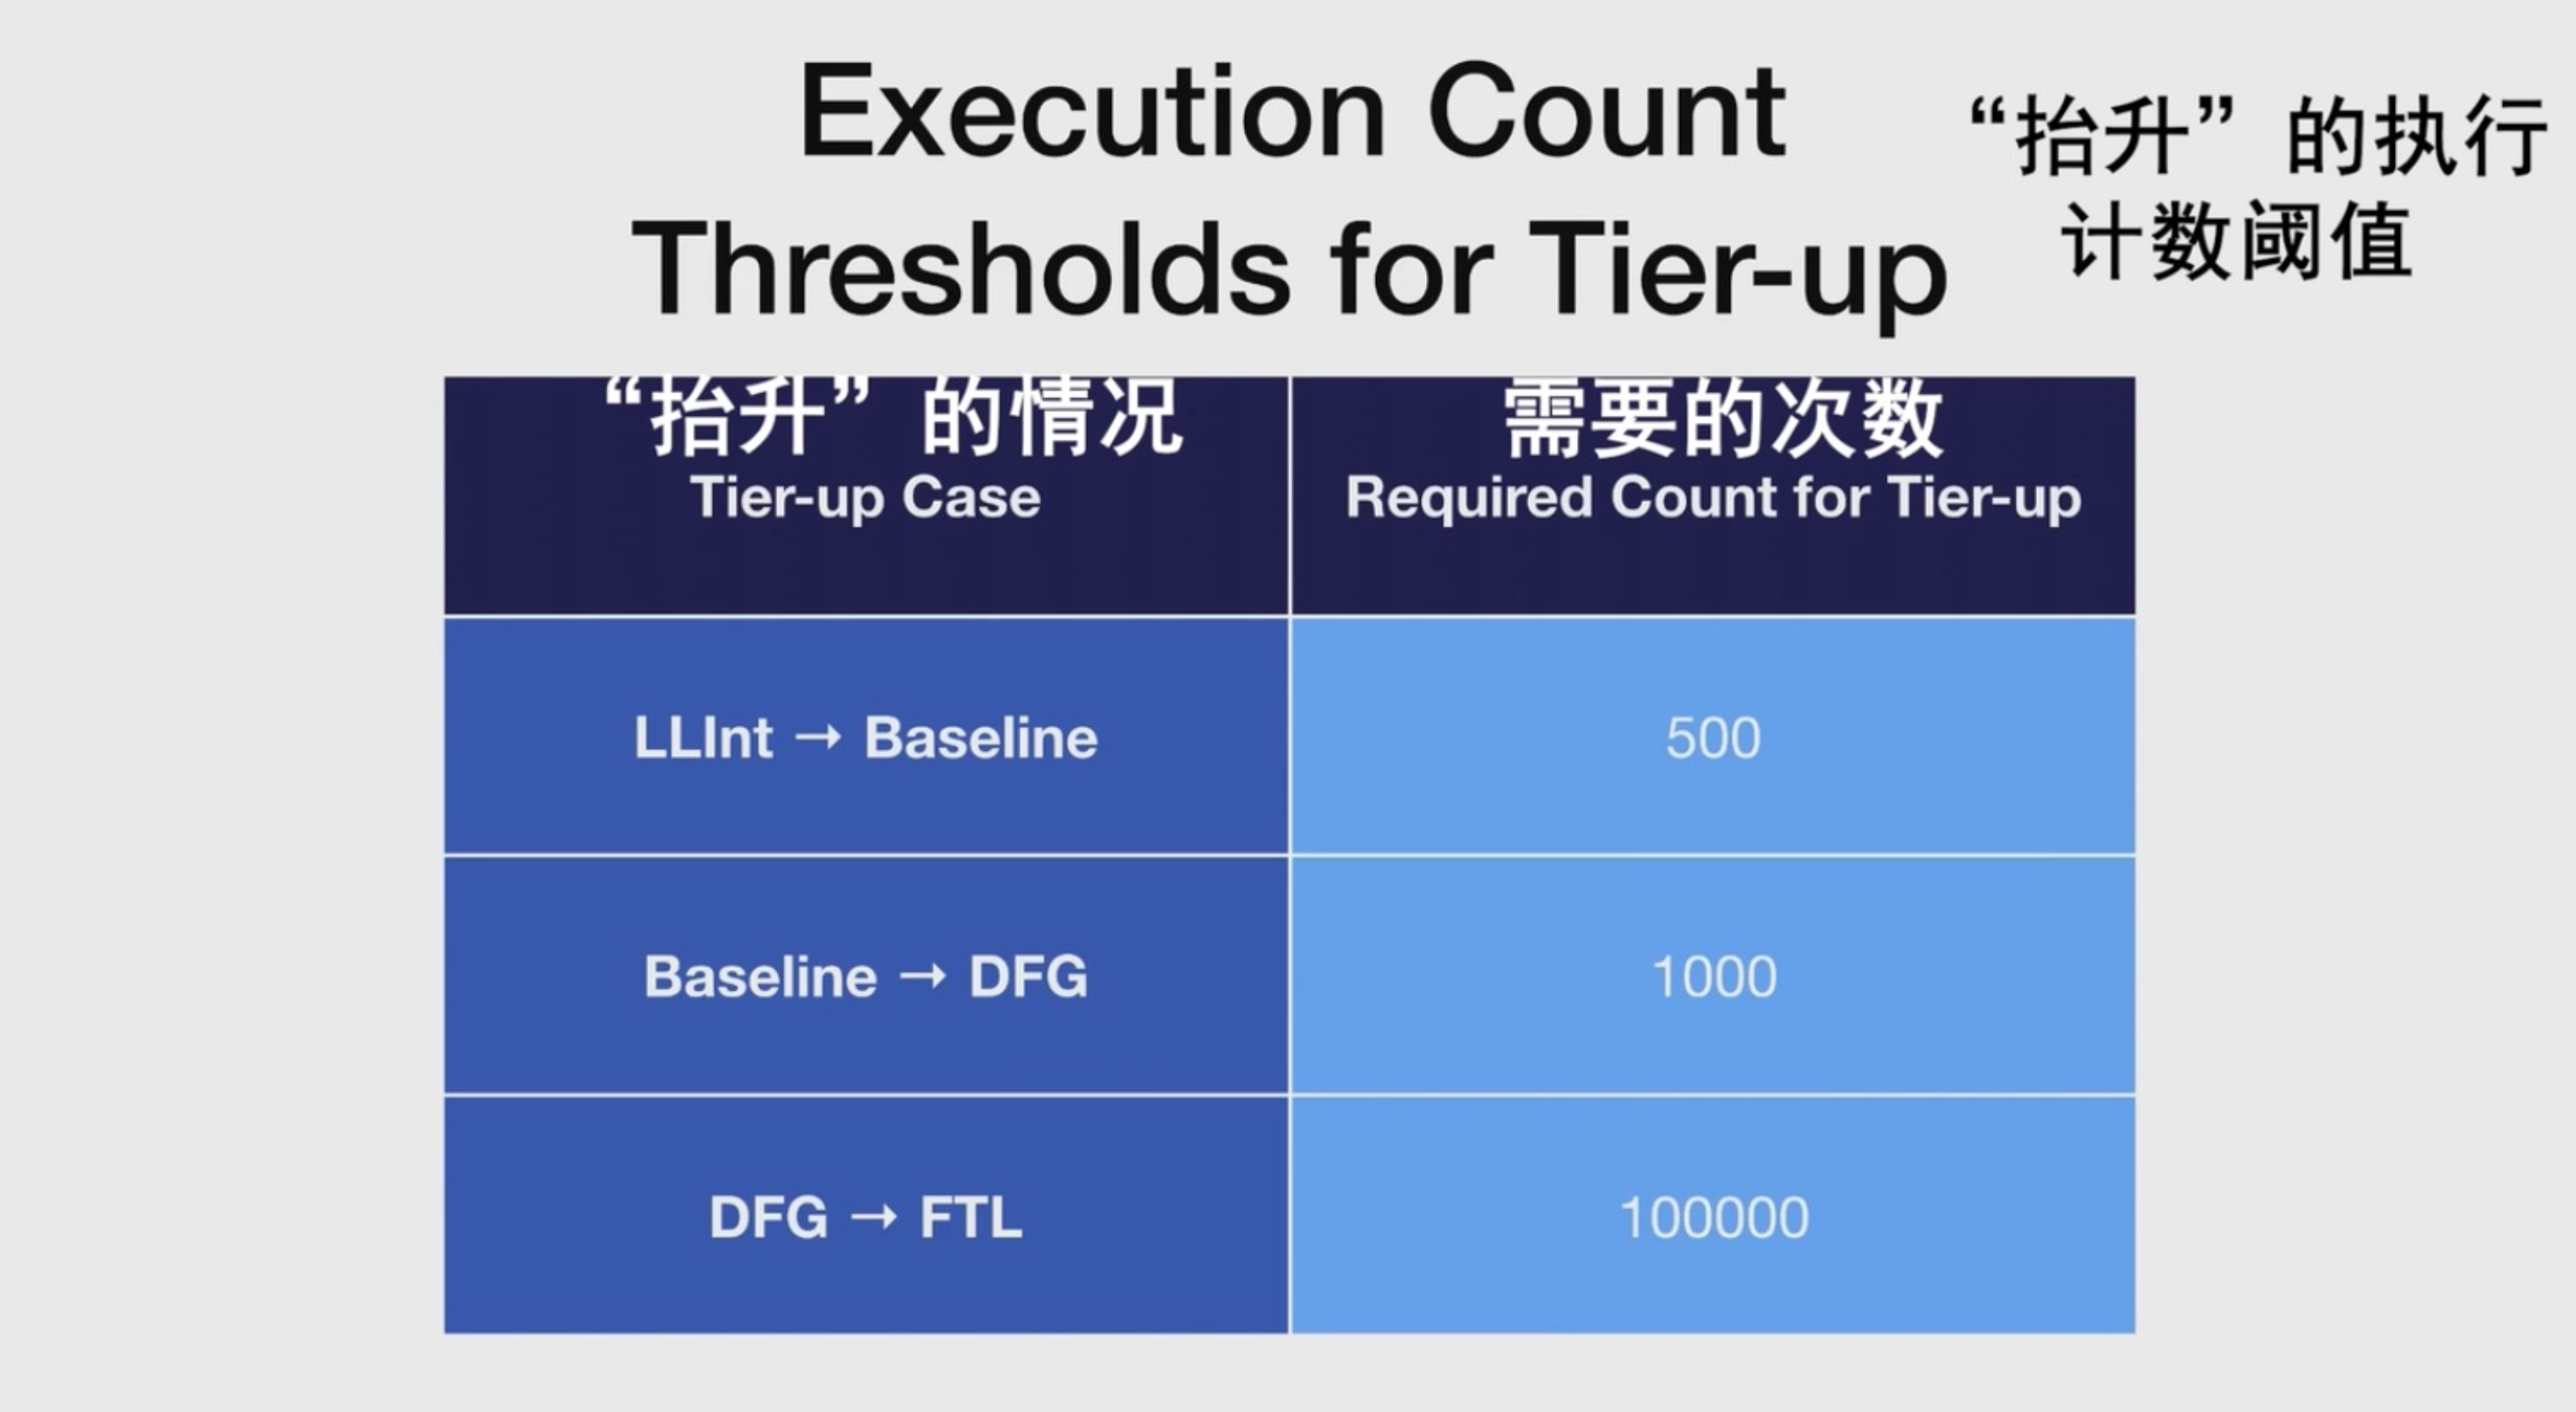 Execution Count
Thresholds for Tier-up
“抬升”的执行
计数阈值
“抬升”的情况
Tier-up Case
需要的次数
Required Count for Tier-up
LLInt → Baseline
500
Baseline → DFG
1000
DFG → FTL
100000